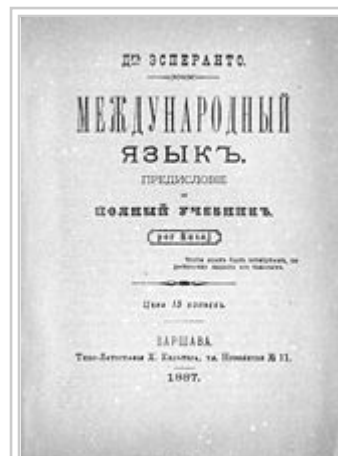 Дръ ЭСПЕРАНТО.
МЕЖДУНАРОДНЫЙ
ЯЗЫКЪ.
ПРЕДИСЛОВІЕ
И
ПОЛНЫЙ УЧЕБНИКЪ.
por Rusoj
Цѣна 15 копѣекъ.
ВАРШАВА.
Типо-Литографія Х. Кельтера, ул. Новолипки № 11.
1887.